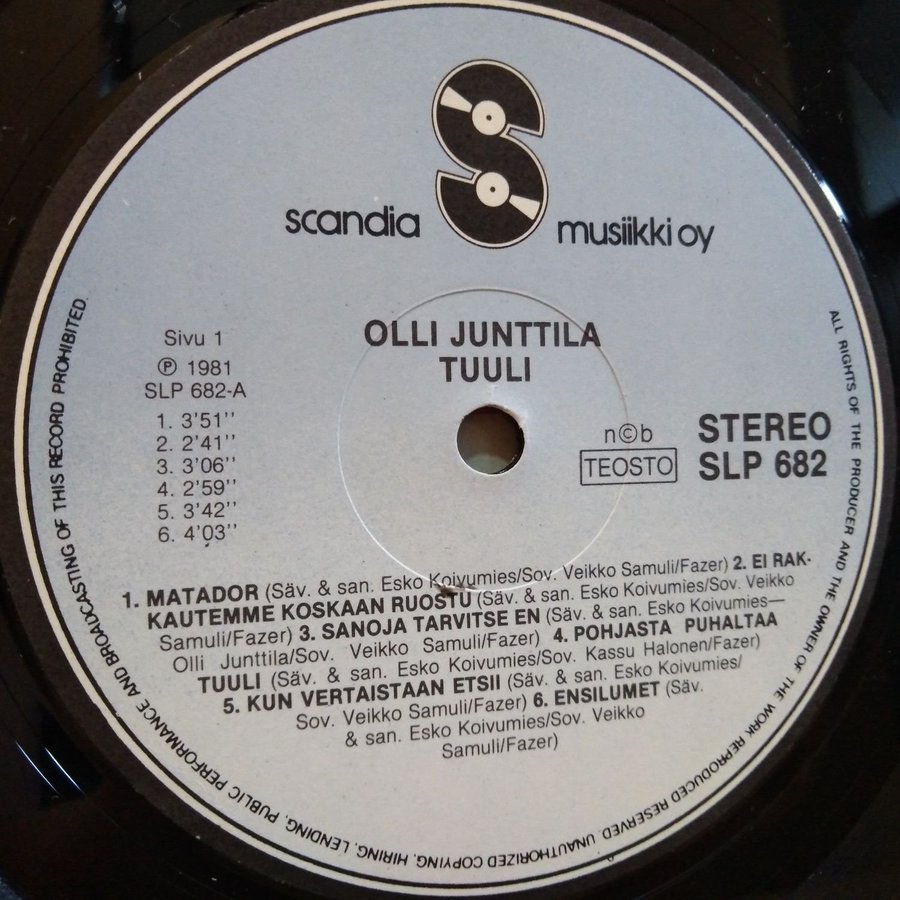 scandia musiikki oy
OLLI JUNTTILA
TUULI
Sivu 1
℗ 1981
SLP 682-A
1. 3'51''
2. 2'41''
3. 3'06''
4. 2'59''
5. 3'42''
6. 4'03''
n©b
TEOSTO
STEREO
SLP 682
1. MATADOR (Säv. & san. Esko Koivumies/Sov. Veikko Samuli/Fazer) 2. EI RAK-
KAUTEMME KOSKAAN RUOSTU (Säv. & san. Esko Koivumies/Sov. Veikko
Samuli/Fazer) 3. SANOJA TARVITSE EN (Säv. & san. Esko Koivumies—
Olli Junttila/Sov. Veikko Samuli/Fazer) 4. POHJASTA PUHALTAA
TUULI (Säv. & san. Esko Koivumies/Sov. Kassu Halonen/Fazer)
5. KUN VERTAISTAAN ETSII (Säv. & san. Esko Koivumies/
Sov. Veikko Samuli/Fazer) 6. ENSILUMET (Säv.
& san. Esko Koivumies/Sov. Veikko
Samuli/Fazer)
ALL RIGHTS OF THE PRODUCER AND THE OWNER OF THE WORK REPRODUCED RESERVED. UNAUTHORIZED COPYING, HIRING, LENDING, PUBLIC PERFORMANCE AND BROADCASTING OF THIS RECORD PROHIBITED.